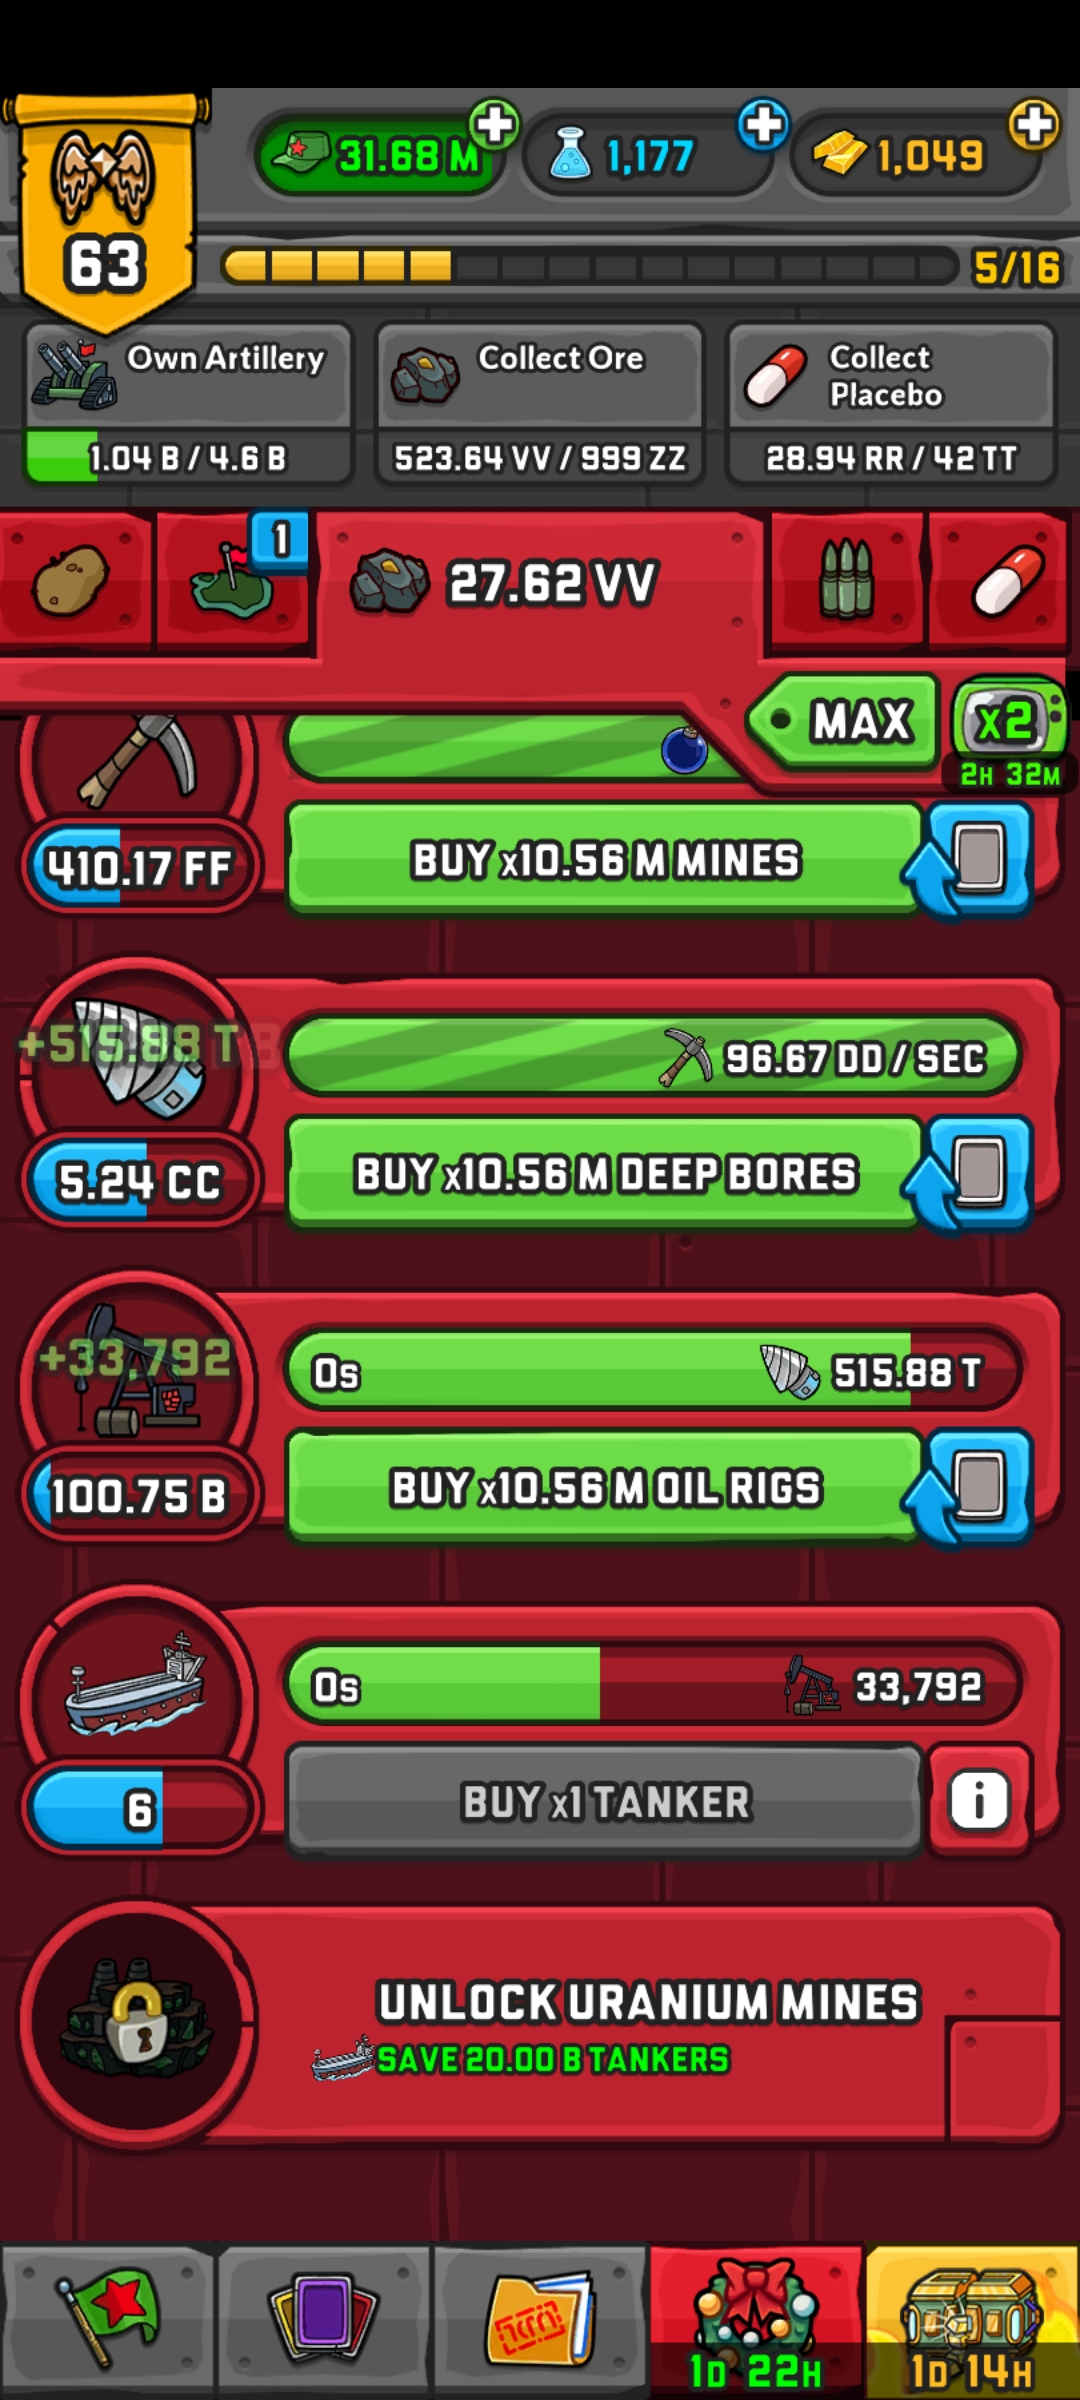 31.68 M
1,177
1,049
63
5/16
Own Artillery
1.04 B / 4.6 B
Collect Ore
523.64 VV / 999 ZZ
Collect
Placebo
28.94 RR / 42 TT
1
27.62 VV
MAX
x2
2H 32M
410.17 FF
BUY x10.56 M MINES
+515.88 T
96.67 DD / SEC
5.24 CC
BUY x10.56 M DEEP BORES
+33,792
0s
515.88 T
100.75 B
BUY x10.56 M OIL RIGS
0s
33,792
6
BUY x1 TANKER
i
UNLOCK URANIUM MINES
SAVE 20.00 B TANKERS
1D 22H
1D 14H